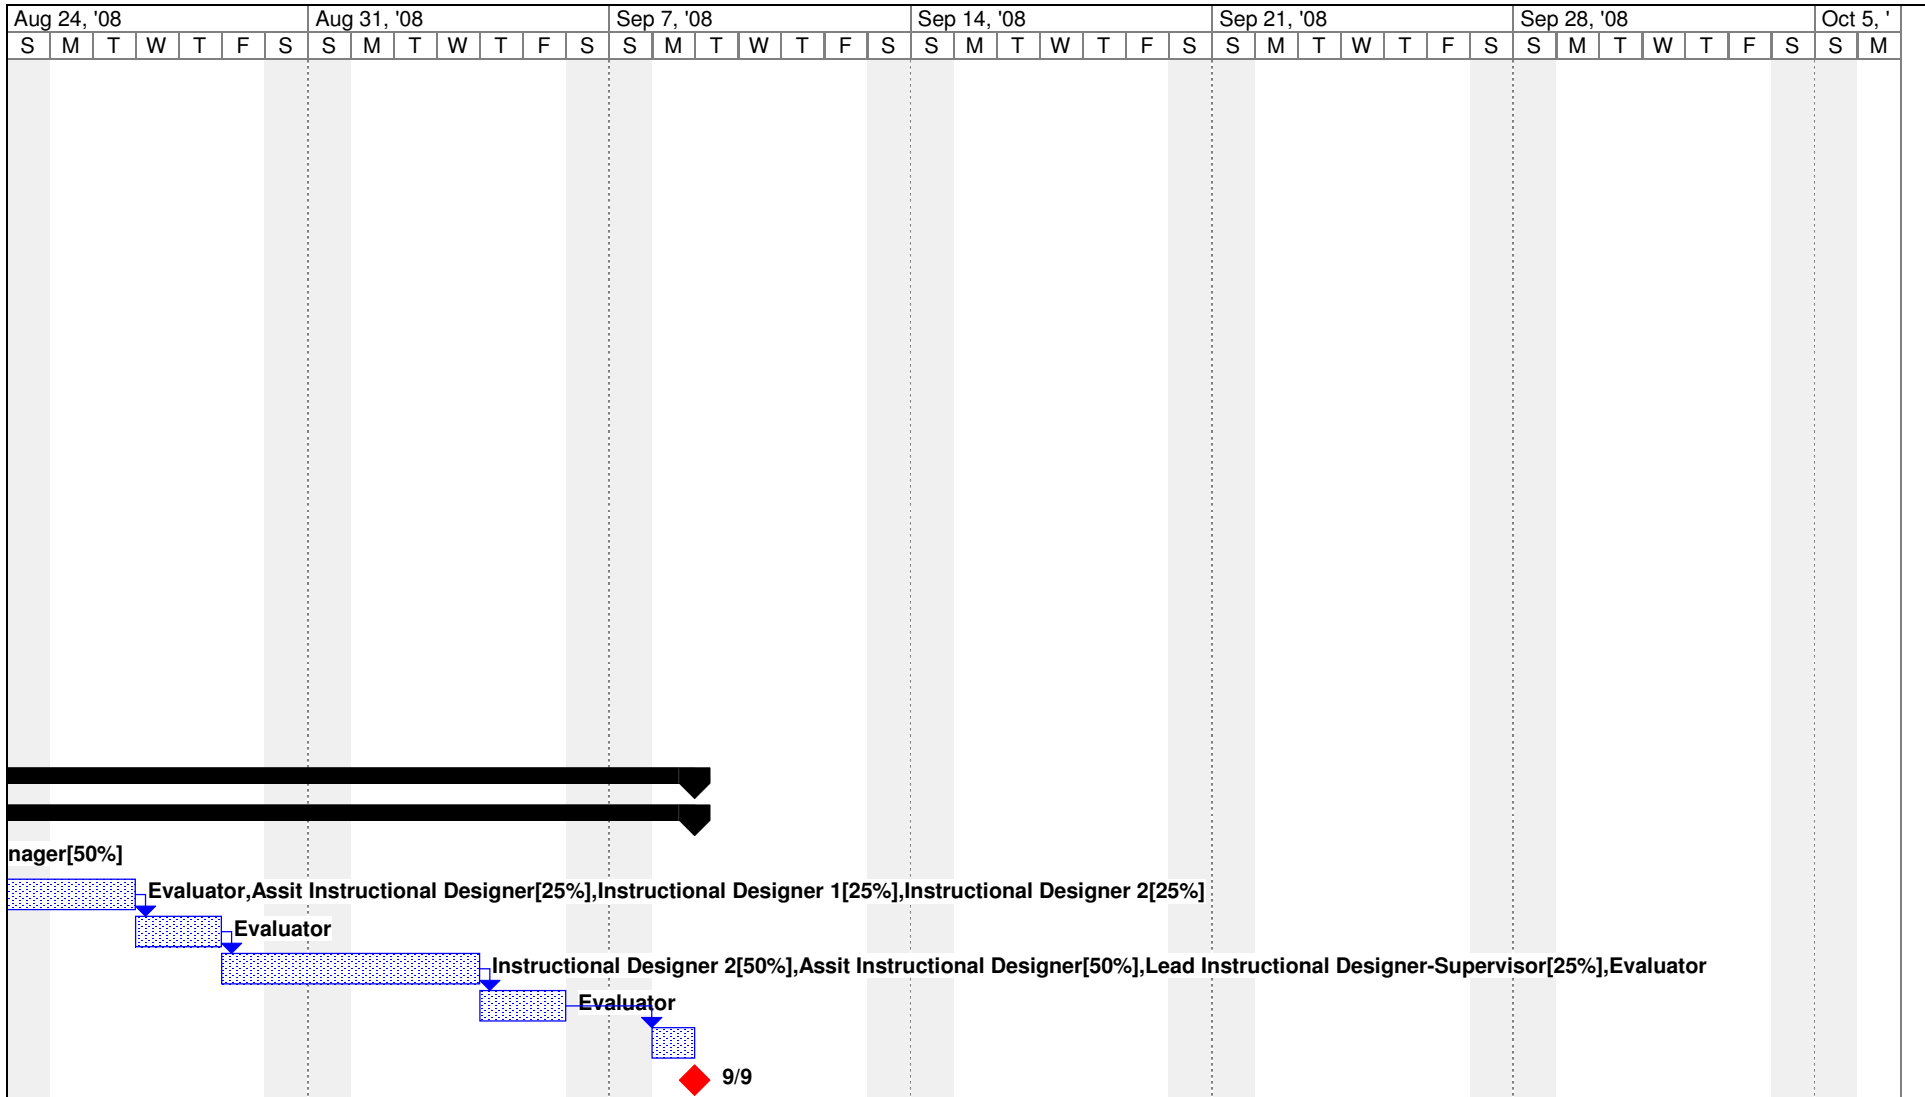 Aug 24, '08 Aug 31, '08 Sep 7, '08 Sep 14, '08 Sep 21, '08 Sep 28, '08 Oct 5, '
S M T W T F S S M T W T F S S M T W T F S S M T W T F S S M T W T F S S M T W T F S S M
nager[50%]
Evaluator,Assit Instructional Designer[25%],Instructional Designer 1[25%],Instructional Designer 2[25%]
Evaluator
Instructional Designer 2[50%],Assit Instructional Designer[50%],Lead Instructional Designer-Supervisor[25%],Evaluator
Evaluator
9/9